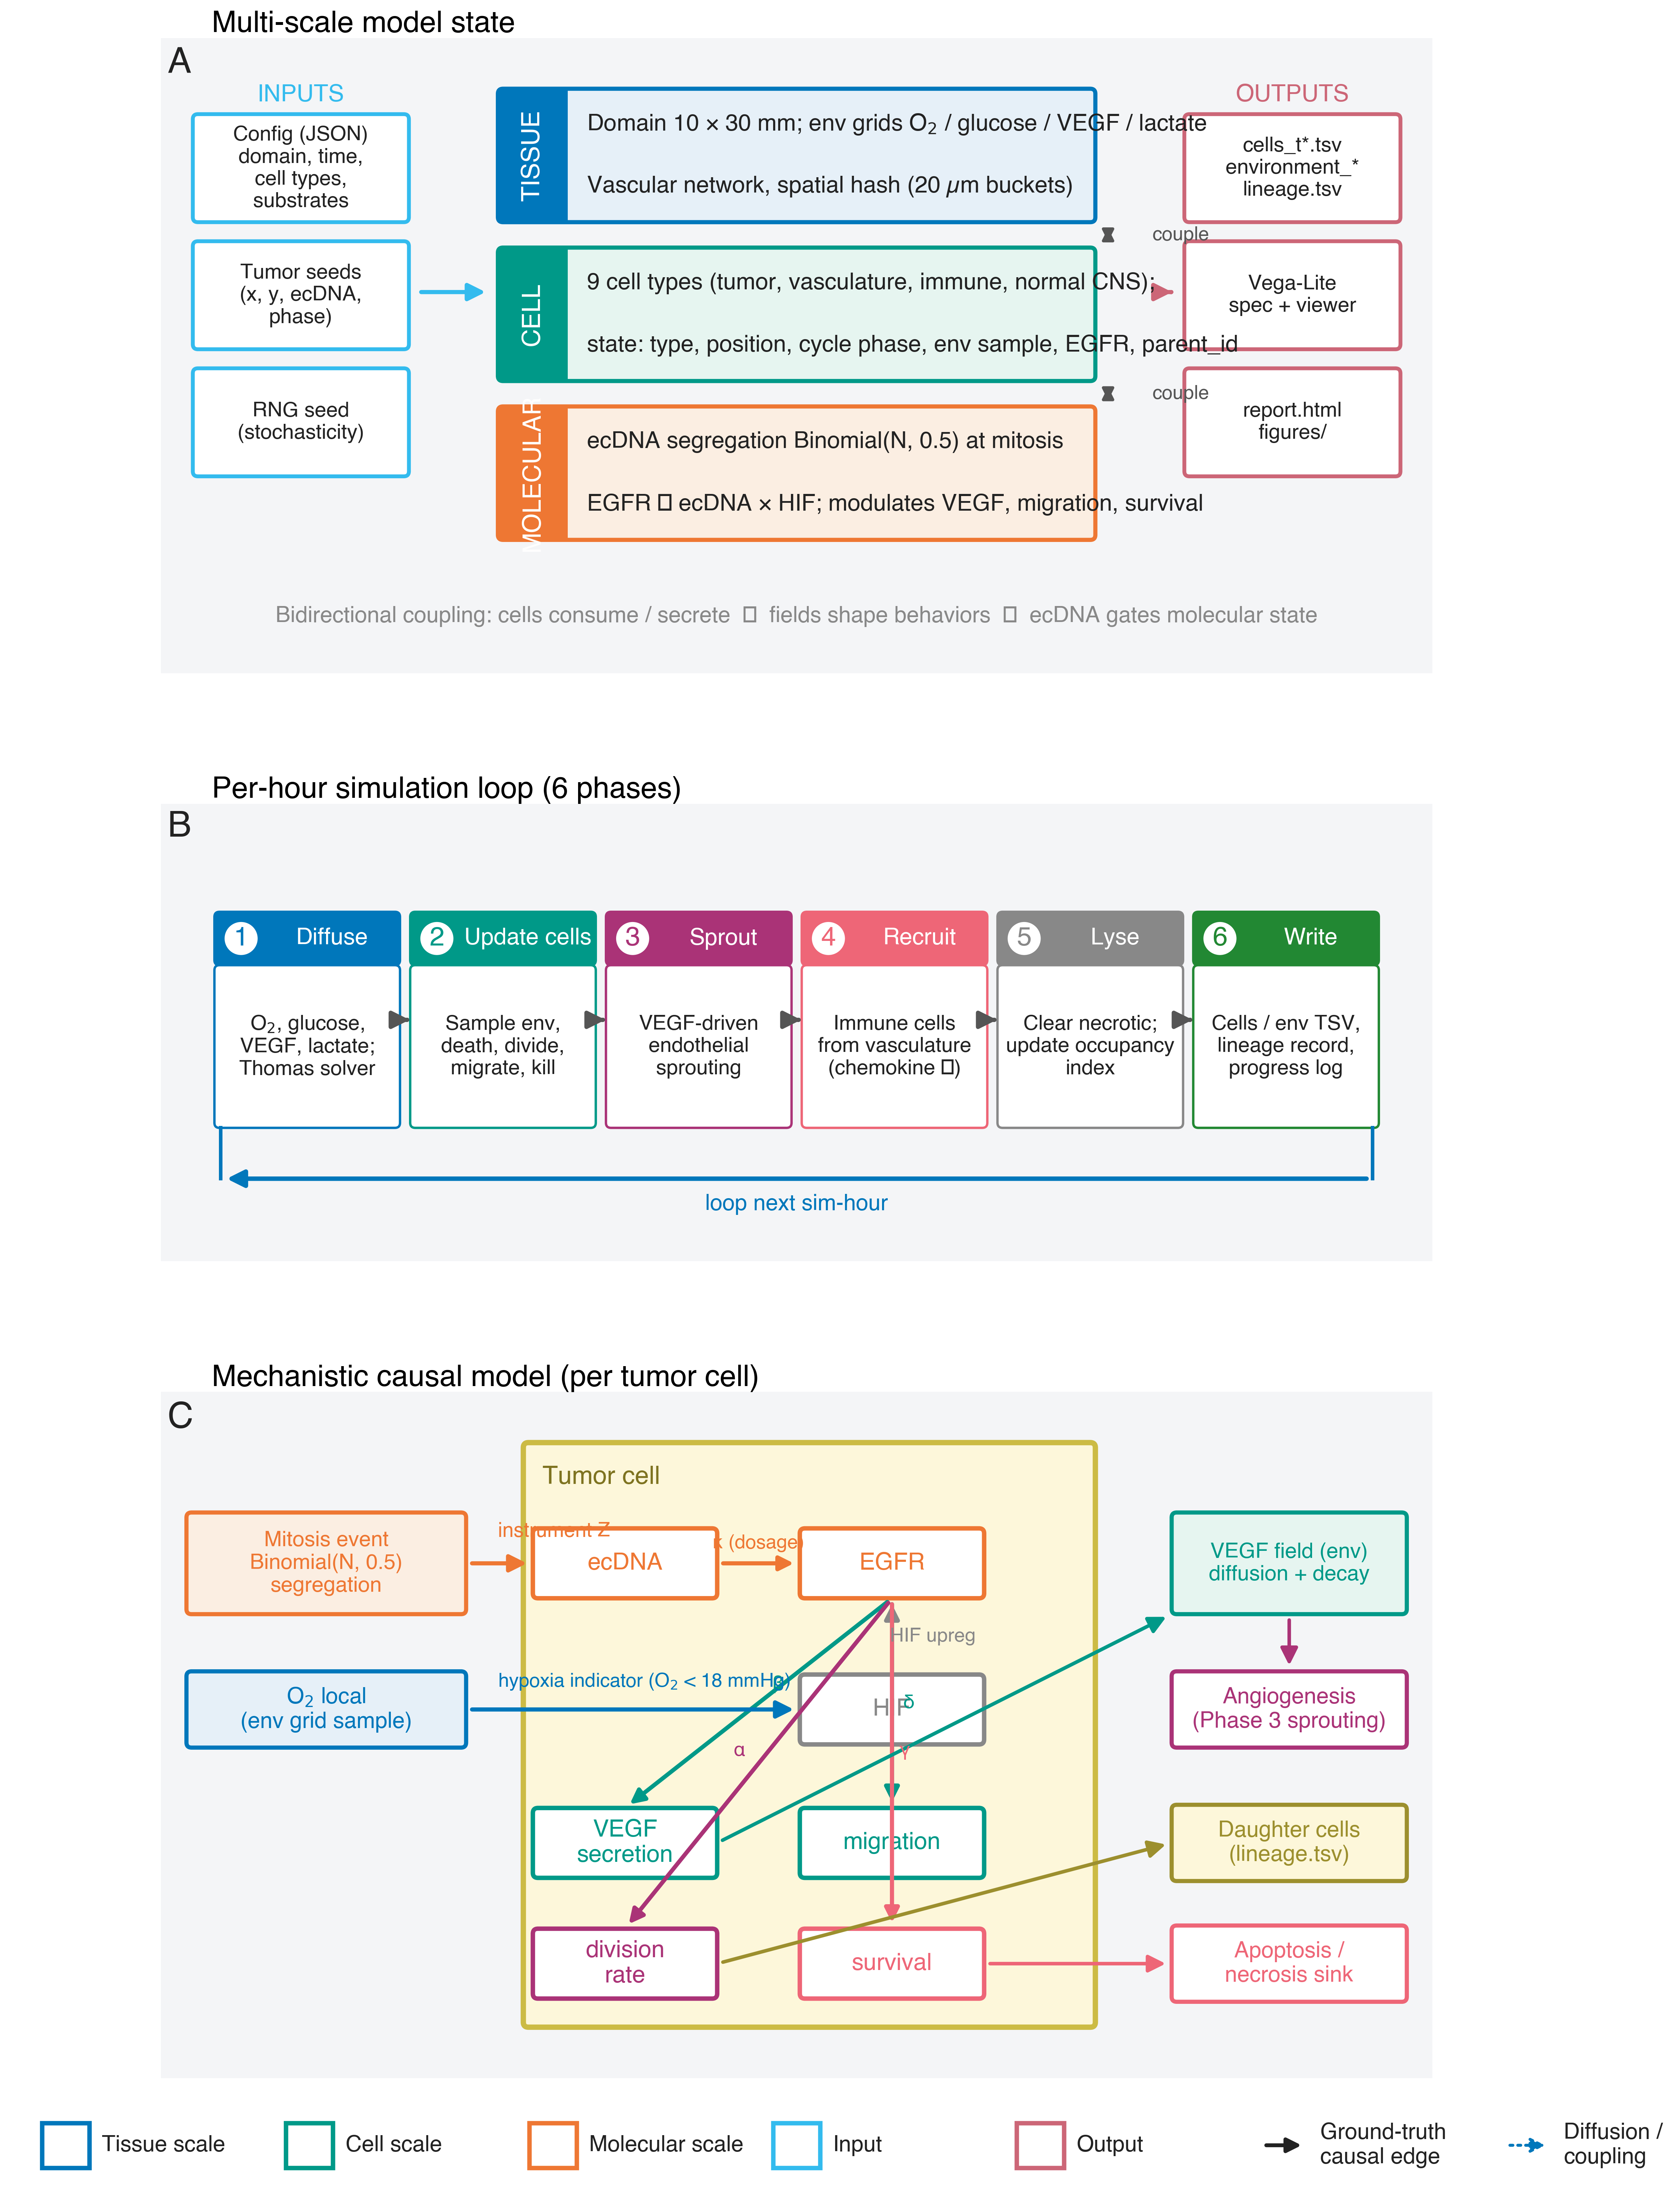 Multi-scale model state
A
INPUTS
Config (JSON)
domain, time,
cell types,
substrates
Tumor seeds
(x, y, ecDNA,
phase)
RNG seed
(stochasticity)
TISSUE
Domain 10 × 30 mm; env grids O₂ / glucose / VEGF / lactate
Vascular network, spatial hash (20 μm buckets)
couple
CELL
9 cell types (tumor, vasculature, immune, normal CNS);
state: type, position, cycle phase, env sample, EGFR, parent_id
couple
MOLECULAR
ecDNA segregation Binomial(N, 0.5) at mitosis
EGFR □ ecDNA × HIF; modulates VEGF, migration, survival
OUTPUTS
cells_t*.tsv
environment_*
lineage.tsv
Vega-Lite
spec + viewer
report.html
figures/
Bidirectional coupling: cells consume / secrete □ fields shape behaviors □ ecDNA gates molecular state
Per-hour simulation loop (6 phases)
B
1 Diffuse
O₂, glucose,
VEGF, lactate;
Thomas solver
2 Update cells
Sample env,
death, divide,
migrate, kill
3 Sprout
VEGF-driven
endothelial
sprouting
4 Recruit
Immune cells
from vasculature
(chemokine □)
5 Lyse
Clear necrotic;
update occupancy
index
6 Write
Cells / env TSV,
lineage record,
progress log
loop next sim-hour
Mechanistic causal model (per tumor cell)
C
Tumor cell
Mitosis event
Binomial(N, 0.5)
segregation
instrument Z
ecDNA
κ (dosage)
EGFR
VEGF field (env)
diffusion + decay
HIF upreg
O₂ local
(env grid sample)
hypoxia indicator (O₂ < 18 mmHg)
β
HIF
δ
Angiogenesis
(Phase 3 sprouting)
α
γ
VEGF
secretion
migration
Daughter cells
(lineage.tsv)
division
rate
survival
Apoptosis /
necrosis sink
Tissue scale
Cell scale
Molecular scale
Input
Output
Ground-truth
causal edge
Diffusion /
coupling